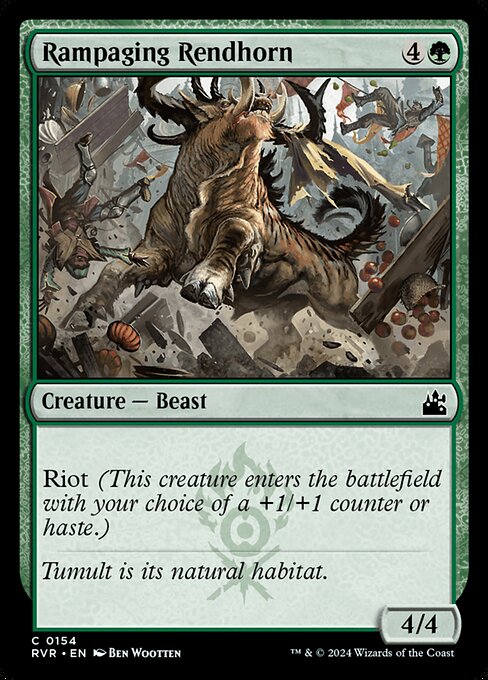 Rampaging Rendhorn 4
Creature — Beast
Riot (This creature enters the battlefield
with your choice of a +1/+1 counter or
haste.)
Tumult is its natural habitat.
4/4
C 0154
RVR • EN Ben Wootten
™ & © 2024 Wizards of the Coast